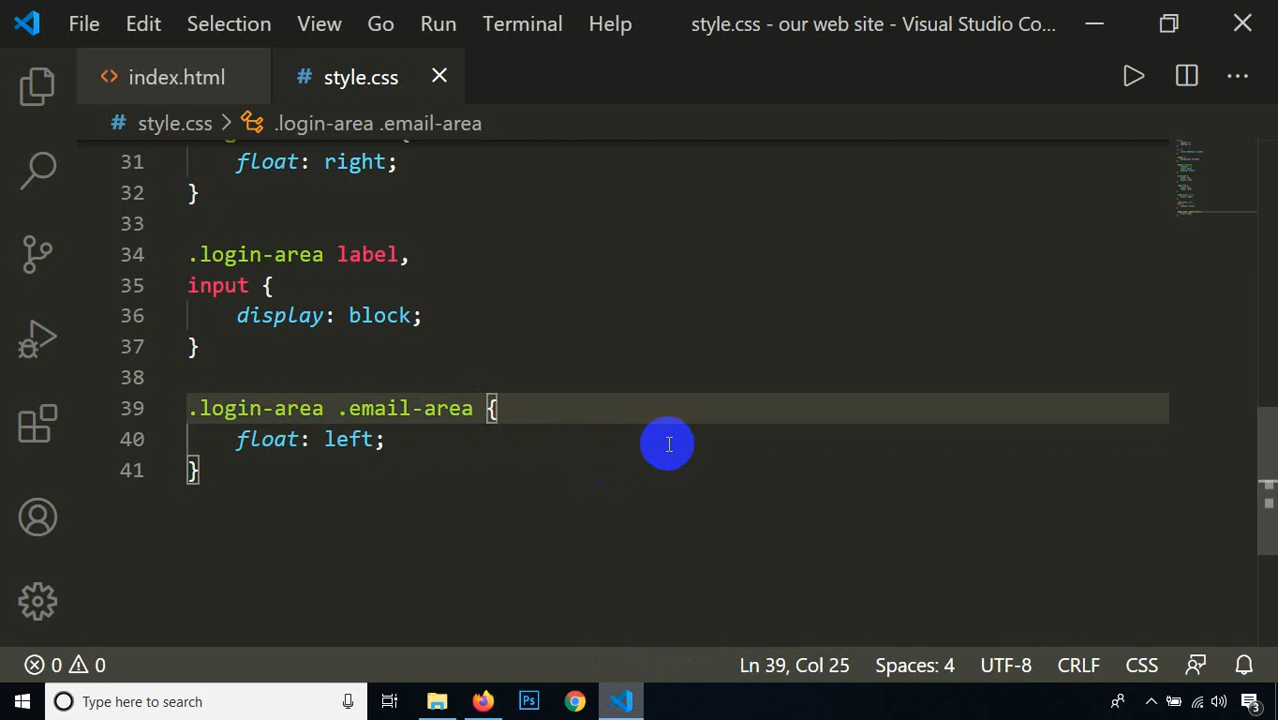 File Edit Selection View Go Run Terminal Help style.css - our web site - Visual Studio Co...
index.html # style.css
# style.css > .login-area .email-area
31 float: right;
32 }
33
34 .login-area label,
35 input {
36 display: block;
37 }
38
39 .login-area .email-area {
40 float: left;
41 }
0 0 Ln 39, Col 25 Spaces: 4 UTF-8 CRLF CSS
Type here to search Ps 3